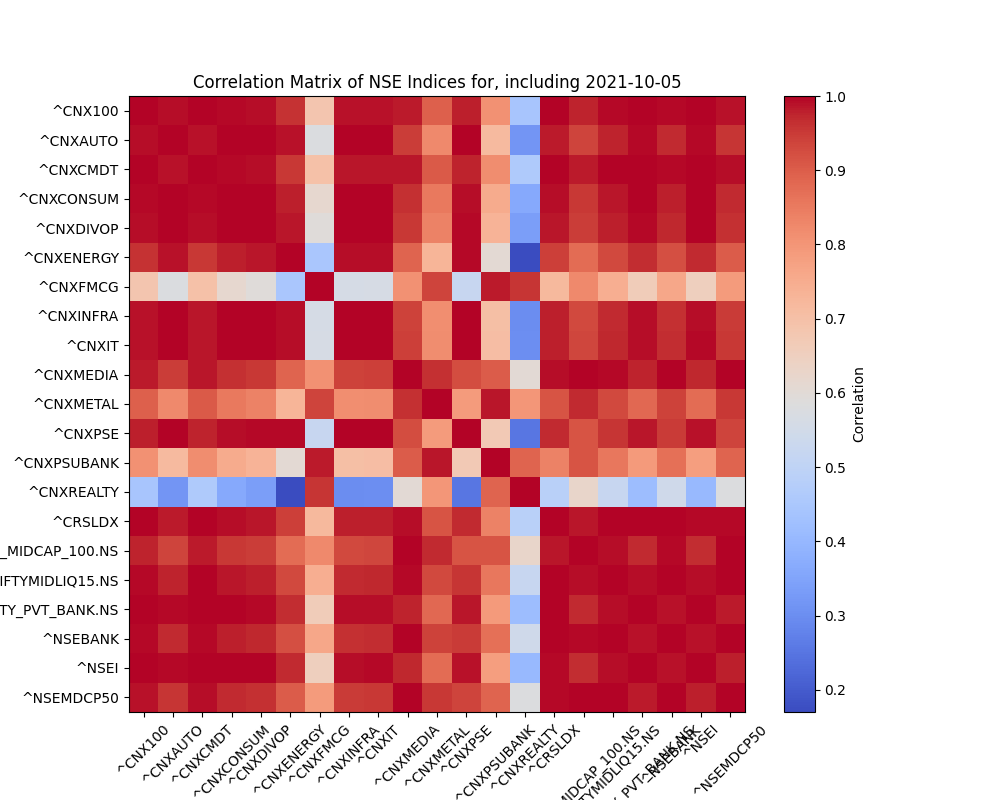 Correlation Matrix of NSE Indices for, including 2021-10-05
^CNX100
^CNXAUTO
^CNXCMDT
^CNXCONSUM
^CNXDIVOP
^CNXENERGY
^CNXFMCG
^CNXINFRA
^CNXIT
^CNXMEDIA
^CNXMETAL
^CNXPSE
^CNXPSUBANK
^CNXREALTY
^CRSLDX
_MIDCAP_100.NS
IFTYMIDLIQ15.NS
TY_PVT_BANK.NS
^NSEBANK
^NSEI
^NSEMDCP50
^CNX100
^CNXAUTO
^CNXCMDT
^CNXCONSUM
^CNXDIVOP
^CNXENERGY
^CNXFMCG
^CNXINFRA
^CNXIT
^CNXMEDIA
^CNXMETAL
^CNXPSE
^CNXPSUBANK
^CNXREALTY
^CRSLDX
MIDCAP_100.NS
TYMIDLIQ15.NS
PVT_BANK.NS
^NSEBANK
^NSEI
^NSEMDCP50
1.0
0.9
0.8
0.7
0.6
0.5
0.4
0.3
0.2
Correlation